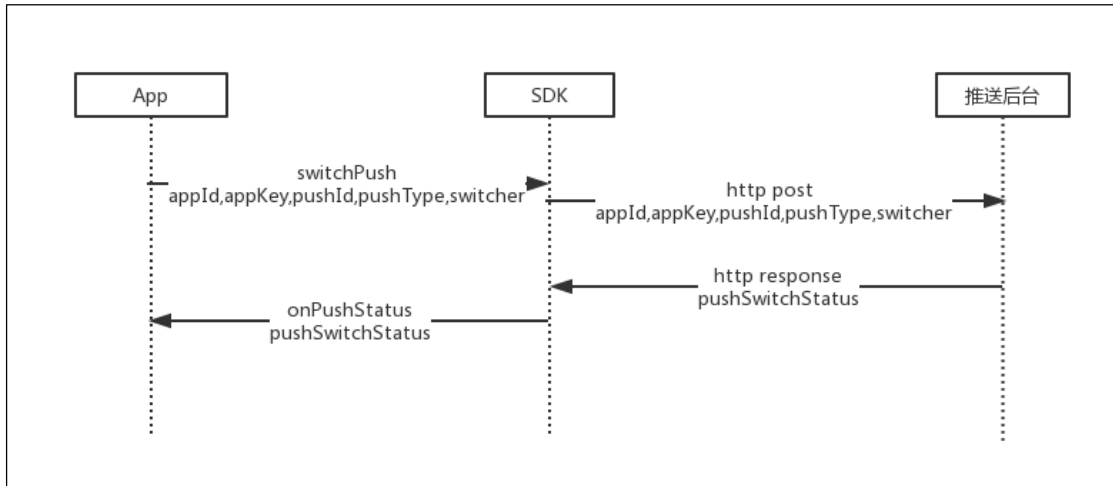 App
SDK
推送后台
switchPush
appId,appKey,pushId,pushType,switcher
http post
appId,appKey,pushId,pushType,switcher
http response
pushSwitchStatus
onPushStatus
pushSwitchStatus